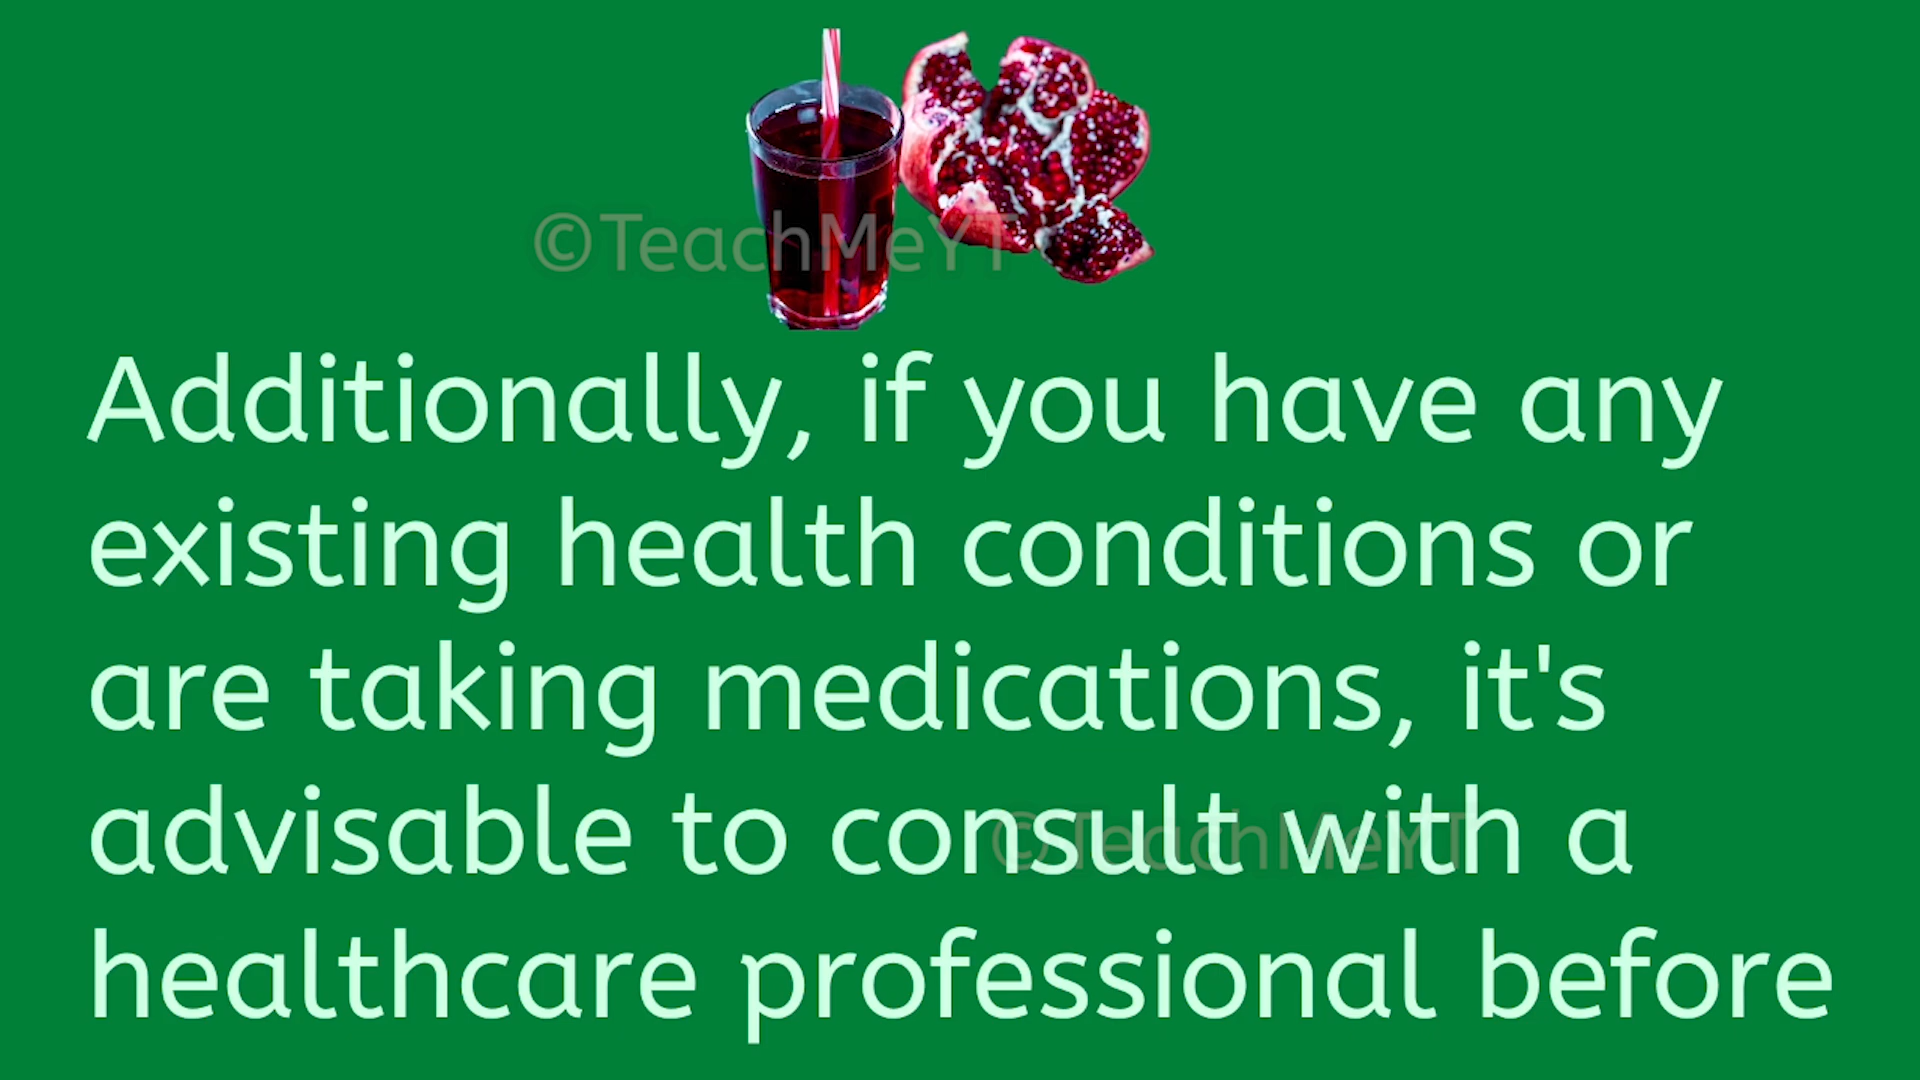 ©TeachMeYT
Additionally, if you have any
existing health conditions or
are taking medications, it's
advisable to consult with a
©TeachMeYT
healthcare professional before